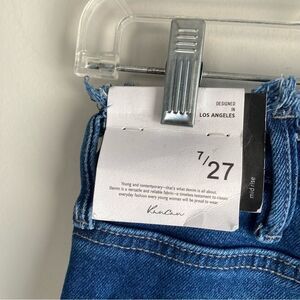 DESIGNED
IN
LOS ANGELES
7/27
mid rise
Young and contemporary—that's what denim is all about.
Denim is a versatile and reliable fabric—a timeless testament to classic
everyday fashion every young woman will be proud to wear.
KanCan